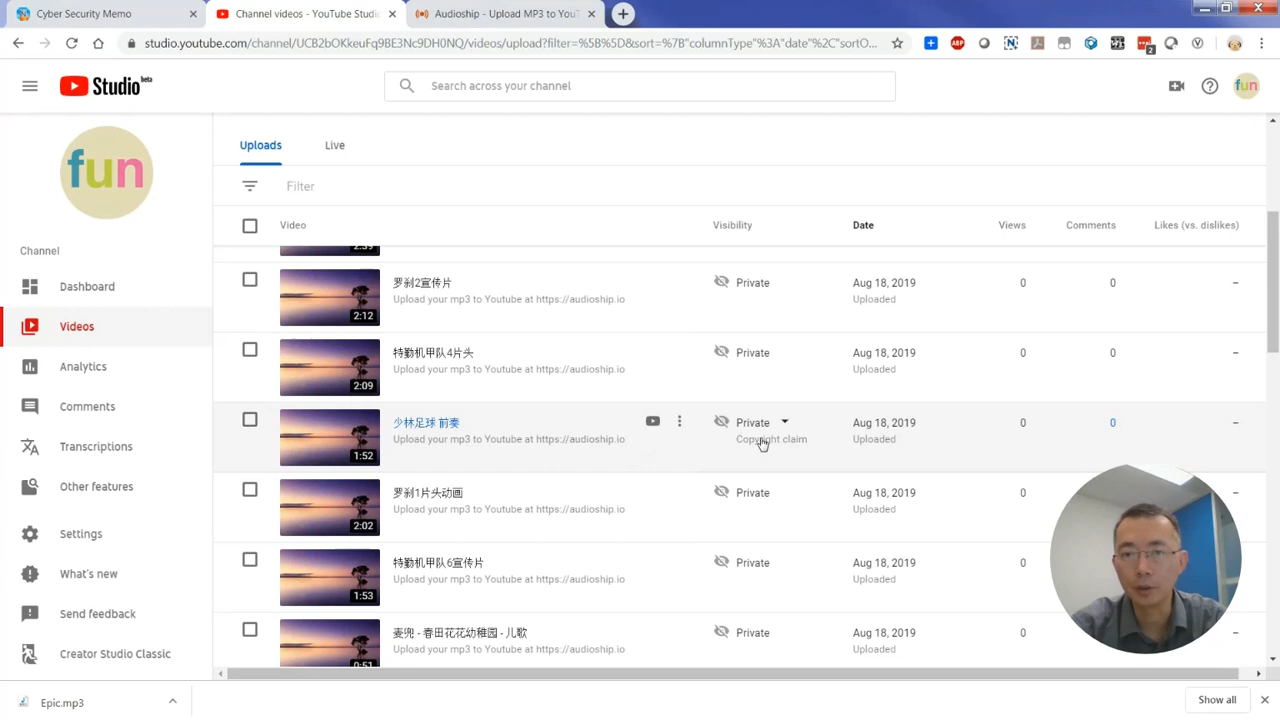 Cyber Security Memo
Channel videos - YouTube Studio
Audioship - Upload MP3 to YouT
studio.youtube.com/channel/UCB2bOKkeuFq9BE3Nc9DH0NQ/videos/upload?filter=%5B%5D&sort=%7B"columnType"%3A"date"%2C"sortO...
ABP
2
Studio beta
Search across your channel
fun
fun
Channel
Dashboard
Videos
Analytics
Comments
Transcriptions
Other features
Settings
What's new
Send feedback
Creator Studio Classic
Uploads Live
Filter
Video Visibility Date Views Comments Likes (vs. dislikes)
2:39
罗刹2宣传片 Private Aug 18, 2019 0 0 –
Upload your mp3 to Youtube at https://audioship.io Uploaded
2:12
特勤机甲队4片头 Private Aug 18, 2019 0 0 –
Upload your mp3 to Youtube at https://audioship.io Uploaded
2:09
少林足球 前奏 Private Aug 18, 2019 0 0 –
Upload your mp3 to Youtube at https://audioship.io Copyright claim Uploaded
1:52
罗刹1片头动画 Private Aug 18, 2019 0
Upload your mp3 to Youtube at https://audioship.io Uploaded
2:02
特勤机甲队6宣传片 Private Aug 18, 2019 0
Upload your mp3 to Youtube at https://audioship.io Uploaded
1:53
麦兜 - 春田花花幼稚园 - 儿歌 Private Aug 18, 2019 0 –
Upload your mp3 to Youtube at https://audioship.io Uploaded
0:51
Epic.mp3
Show all